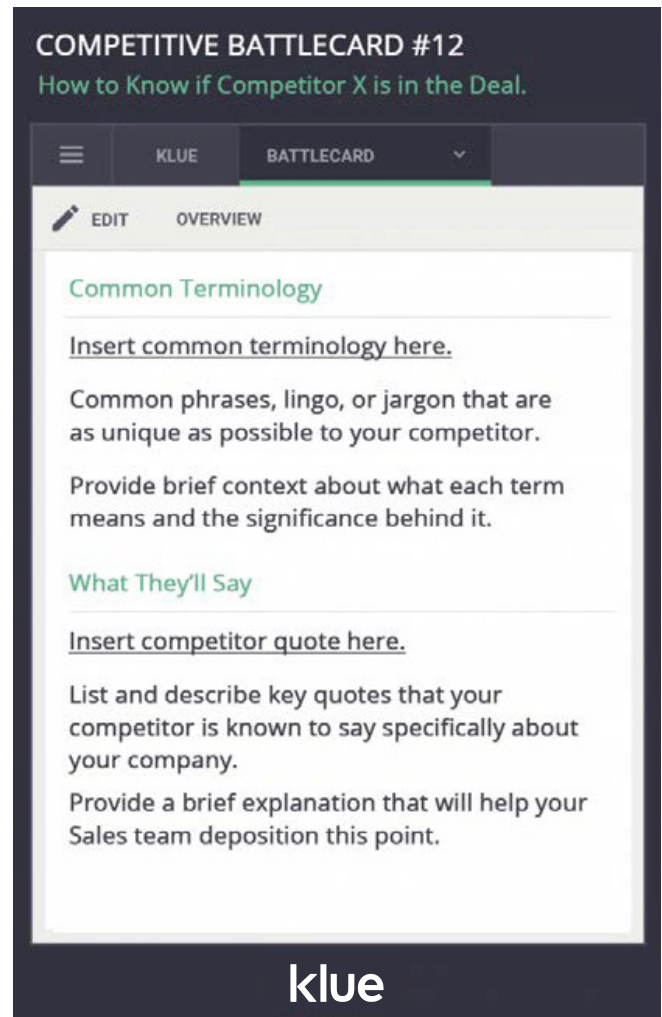 COMPETITIVE BATTLECARD #12
How to Know if Competitor X is in the Deal.
KLUE
BATTLECARD
EDIT
OVERVIEW
Common Terminology
Insert common terminology here.
Common phrases, lingo, or jargon that are
as unique as possible to your competitor.
Provide brief context about what each term
means and the significance behind it.
What They'll Say
Insert competitor quote here.
List and describe key quotes that your
competitor is known to say specifically about
your company.
Provide a brief explanation that will help your
Sales team deposition this point.
klue